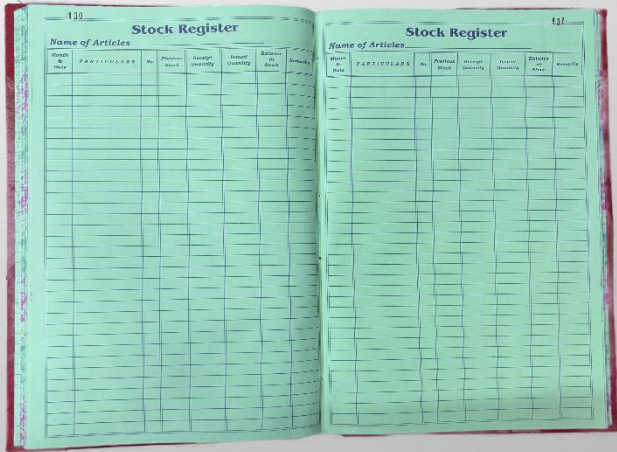 130
Stock Register
Name of Articles
Month & Date PARTICULARS No. Previous Stock Receipt Quantity Issued Quantity Balance in Stock Remarks
131
Stock Register
Name of Articles
Month & Date PARTICULARS No. Previous Stock Receipt Quantity Issued Quantity Balance in Stock Remarks